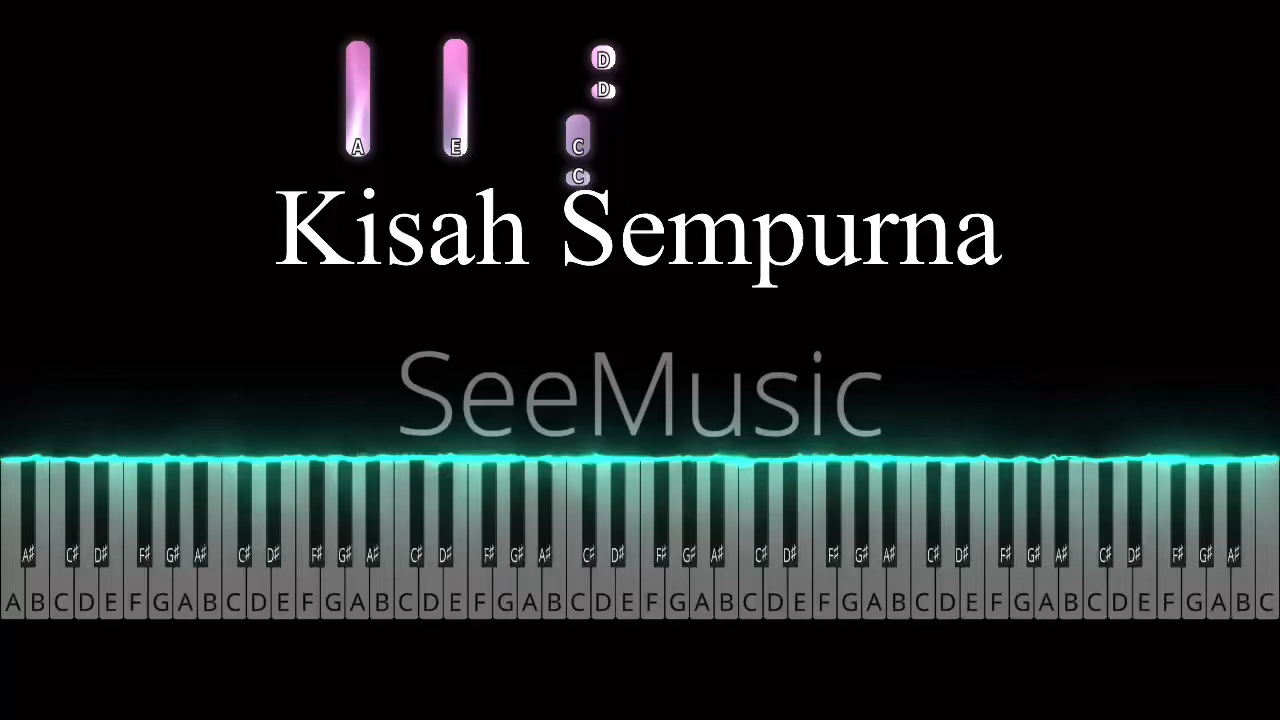 D
D
A E C
C
Kisah Sempurna
SeeMusic
A♯ C♯ D♯ F♯ G♯ A♯ C♯ D♯ F♯ G♯ A♯ C♯ D♯ F♯ G♯ A♯ C♯ D♯ F♯ G♯ A♯ C♯ D♯ F♯ G♯ A♯ C♯ D♯ F♯ G♯ A♯ C♯ D♯ F♯ G♯ A♯
A B C D E F G A B C D E F G A B C D E F G A B C D E F G A B C D E F G A B C D E F G A B C D E F G A B C